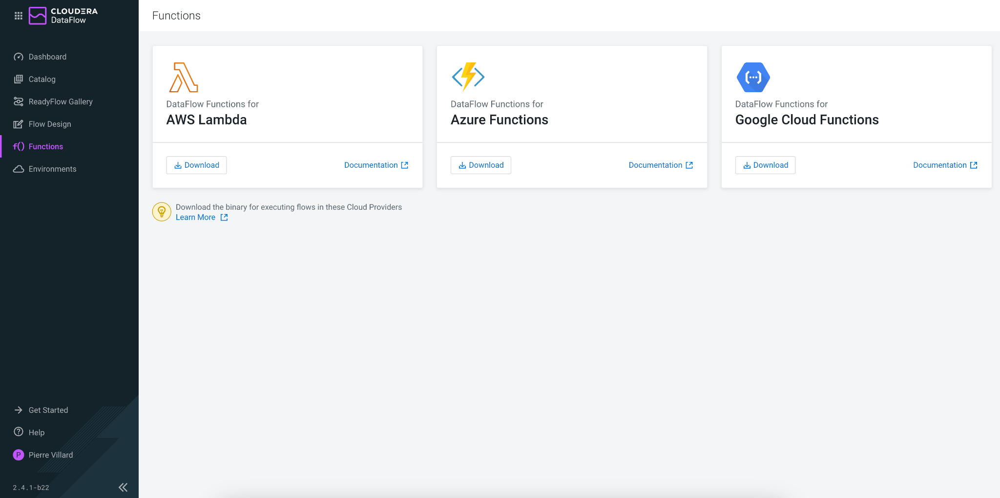 CLOUDERA
DataFlow
Dashboard
Catalog
ReadyFlow Gallery
Flow Design
f() Functions
Environments
Get Started
Help
P Pierre Villard
2.4.1-b22
Functions
DataFlow Functions for
AWS Lambda
Download
Documentation
DataFlow Functions for
Azure Functions
Download
Documentation
DataFlow Functions for
Google Cloud Functions
Download
Documentation
Download the binary for executing flows in these Cloud Providers
Learn More